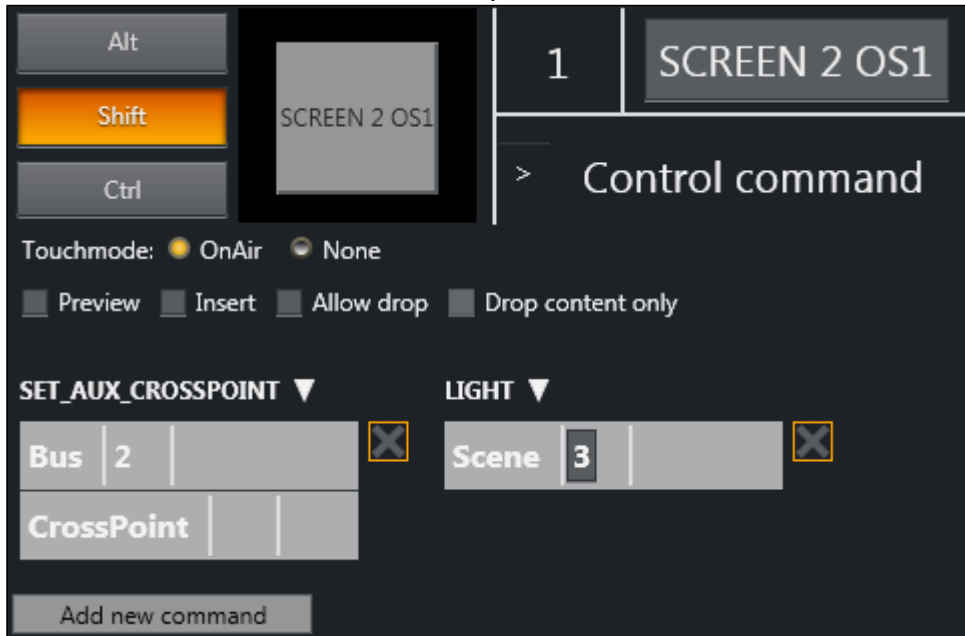 Alt
Shift
Ctrl
SCREEN 2 OS1
1
SCREEN 2 OS1
> Control command
Touchmode: OnAir None
Preview Insert Allow drop Drop content only
SET_AUX_CROSSPOINT ▼ LIGHT ▼
Bus 2 Scene 3
CrossPoint
Add new command